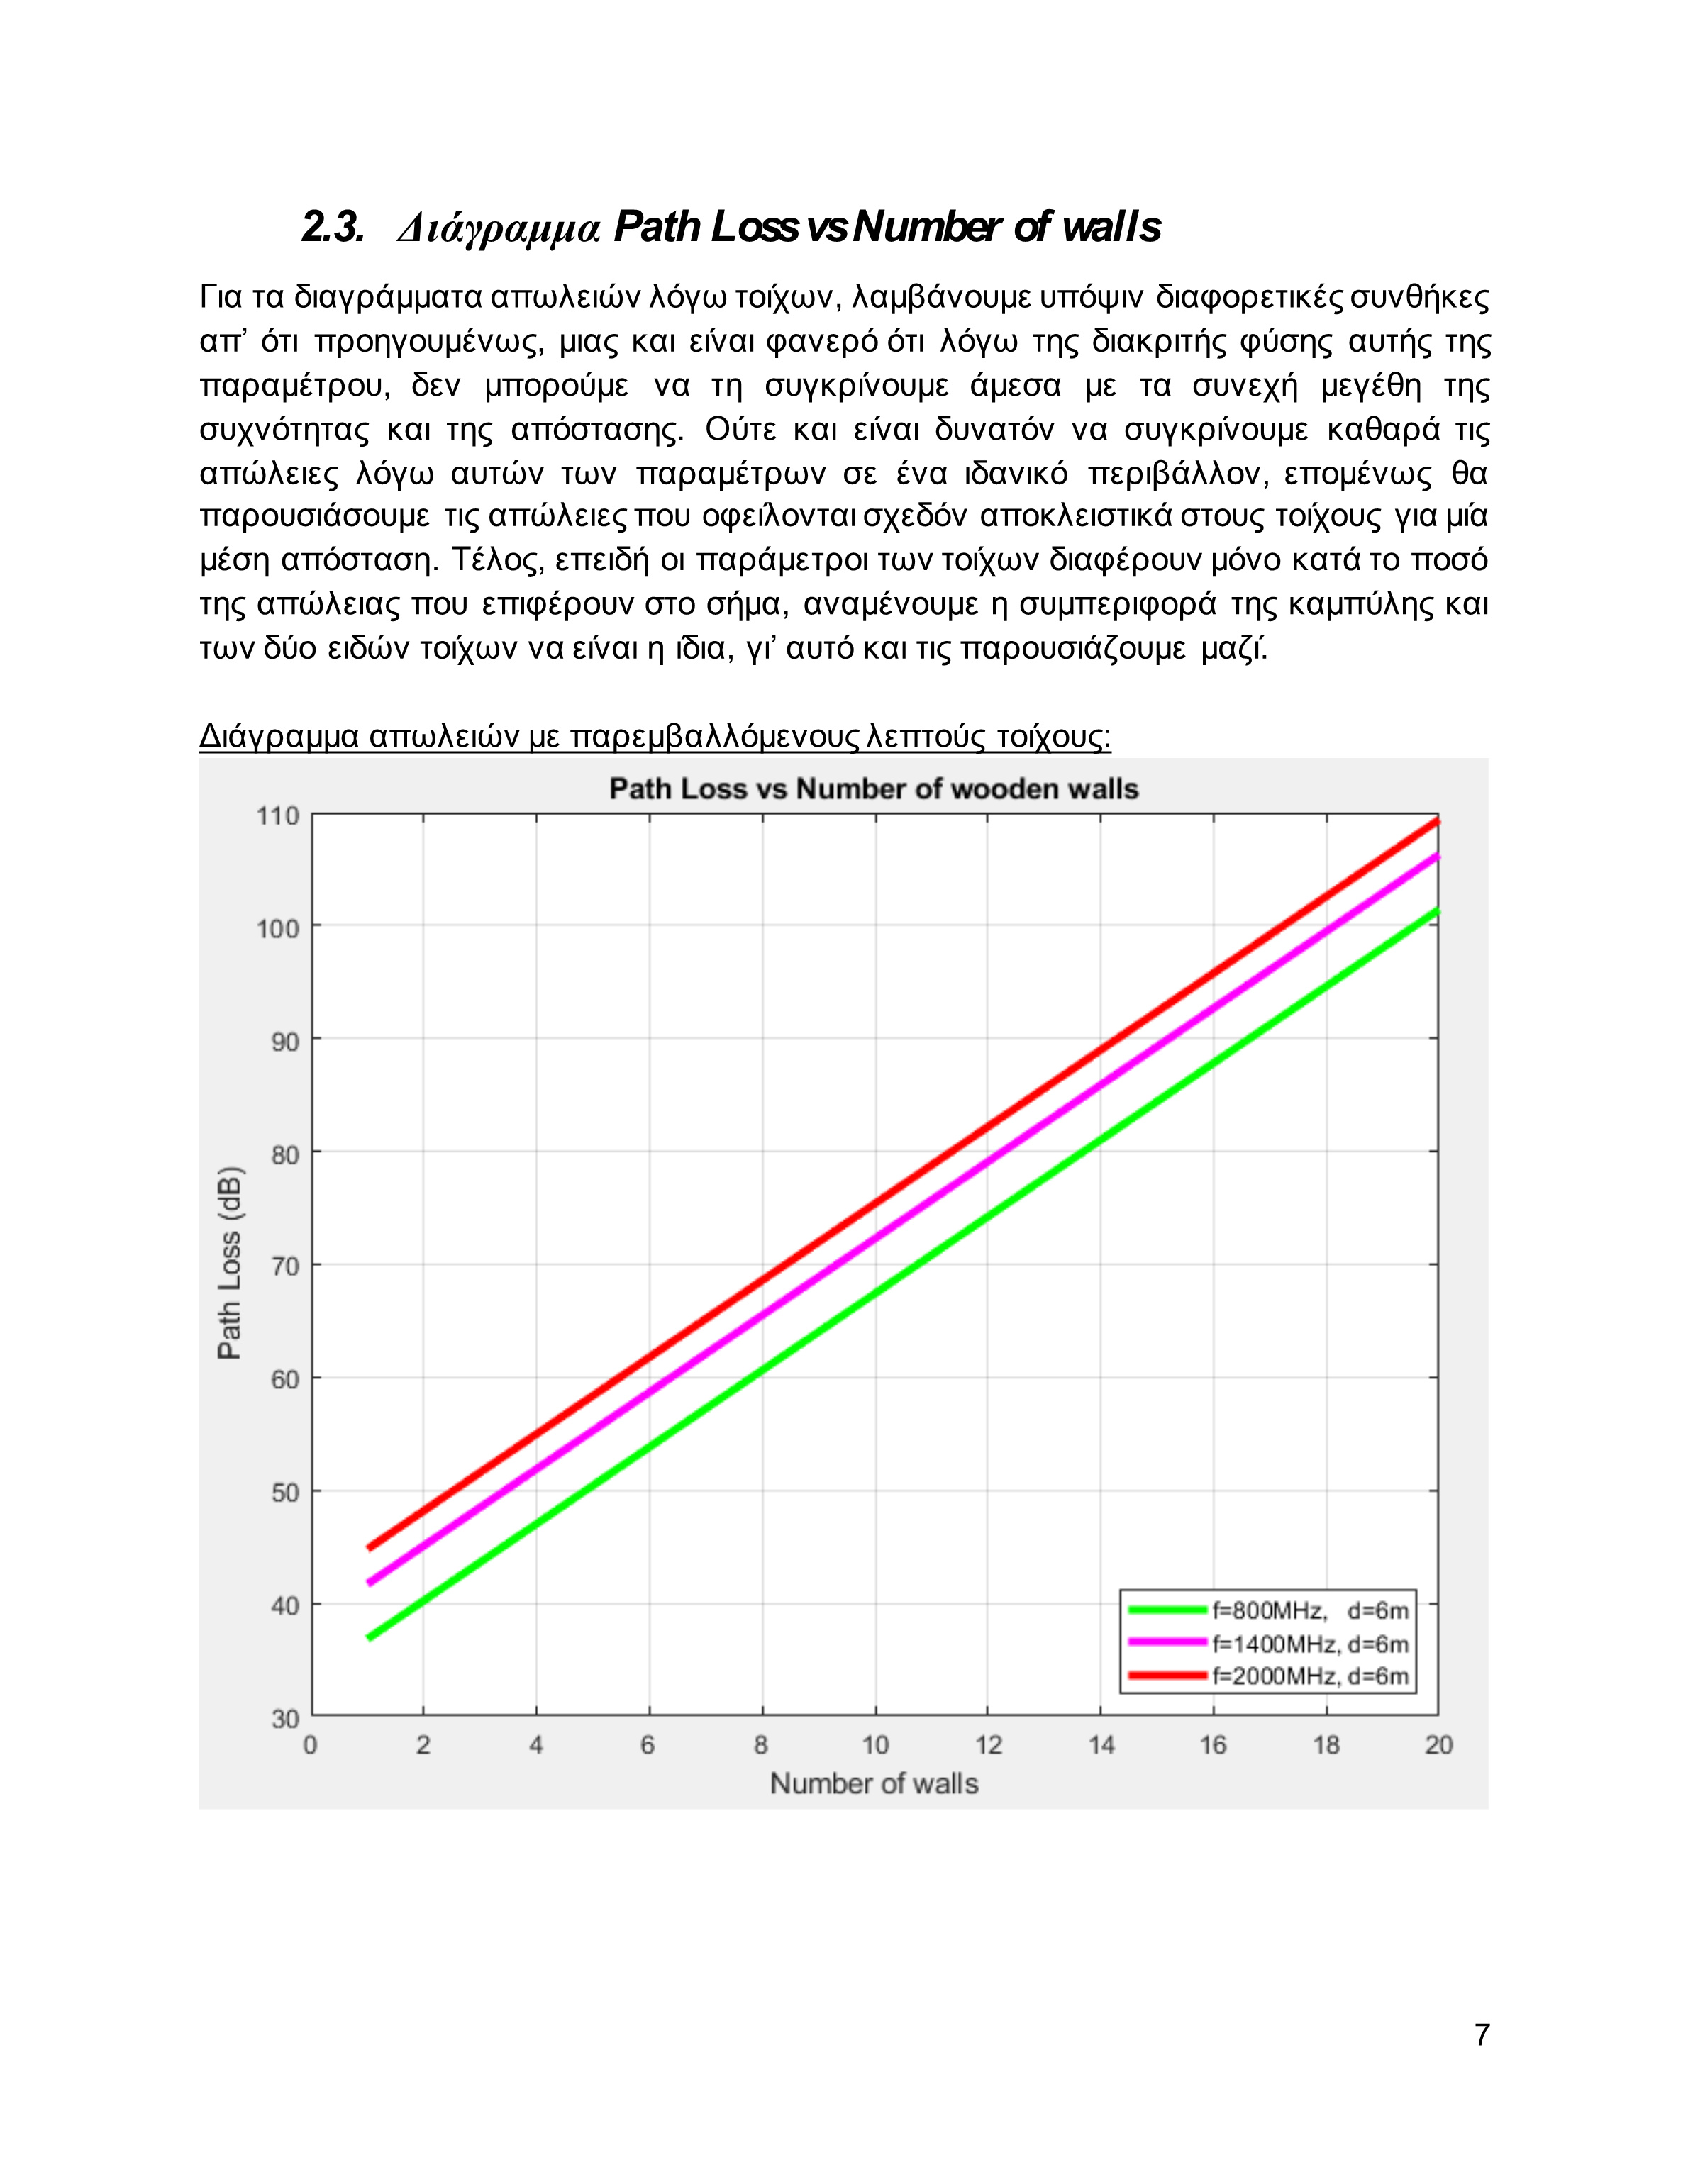 2.3. Διάγραμμα Path Loss vs Number of walls
Για τα διαγράμματα απωλειών λόγω τοίχων, λαμβάνουμε υπόψιν διαφορετικές συνθήκες
απ’ ότι προηγουμένως, μιας και είναι φανερό ότι λόγω της διακριτής φύσης αυτής της
παραμέτρου, δεν μπορούμε να τη συγκρίνουμε άμεσα με τα συνεχή μεγέθη της
συχνότητας και της απόστασης. Ούτε και είναι δυνατόν να συγκρίνουμε καθαρά τις
απώλειες λόγω αυτών των παραμέτρων σε ένα ιδανικό περιβάλλον, επομένως θα
παρουσιάσουμε τις απώλειες που οφείλονται σχεδόν αποκλειστικά στους τοίχους για μία
μέση απόσταση. Τέλος, επειδή οι παράμετροι των τοίχων διαφέρουν μόνο κατά το ποσό
της απώλειας που επιφέρουν στο σήμα, αναμένουμε η συμπεριφορά της καμπύλης και
των δύο ειδών τοίχων να είναι η ίδια, γι’ αυτό και τις παρουσιάζουμε μαζί.
Διάγραμμα απωλειών με παρεμβαλλόμενους λεπτούς τοίχους:
Path Loss vs Number of wooden walls
110
100
90
80
70
60
50
40
30
Path Loss (dB)
f=800MHz, d=6m
f=1400MHz, d=6m
f=2000MHz, d=6m
0 2 4 6 8 10 12 14 16 18 20
Number of walls
7